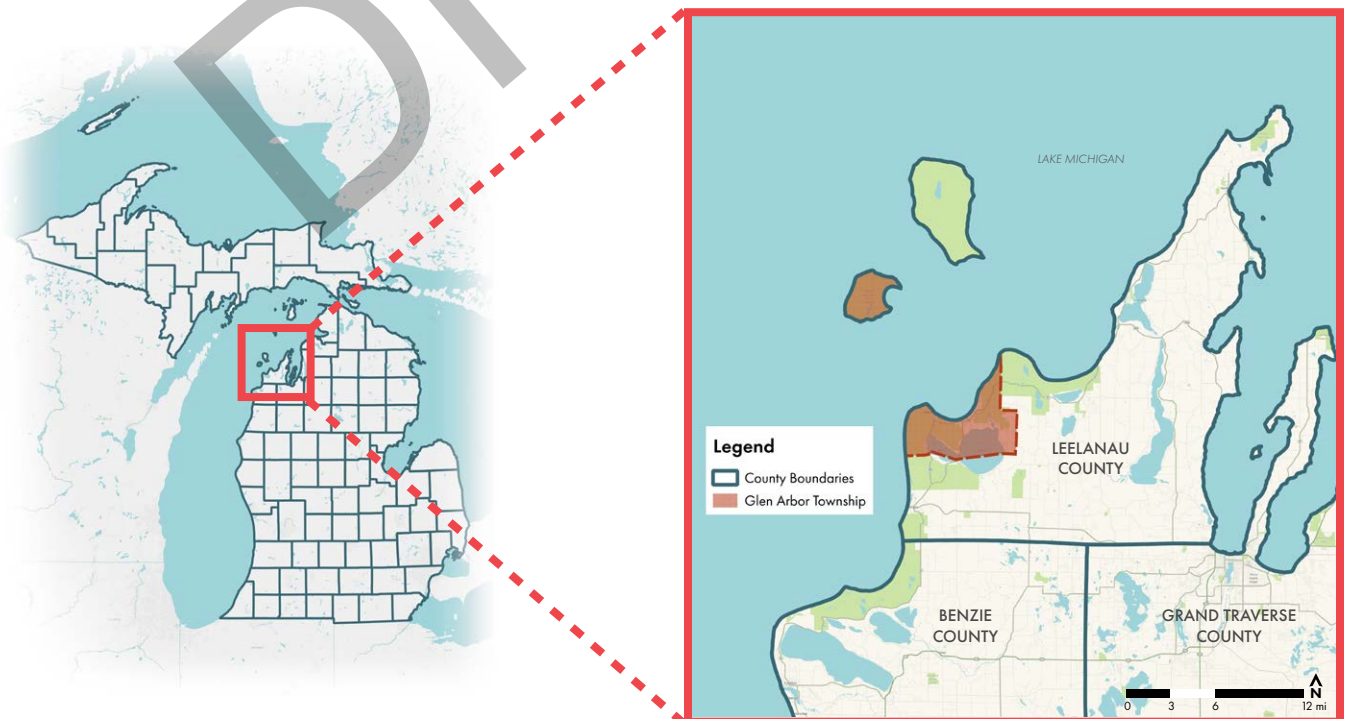 LAKE MICHIGAN
Legend
County Boundaries
Glen Arbor Township
LEELANAU
COUNTY
BENZIE
COUNTY
GRAND TRAVERSE
COUNTY
N
0 3 6 12 mi